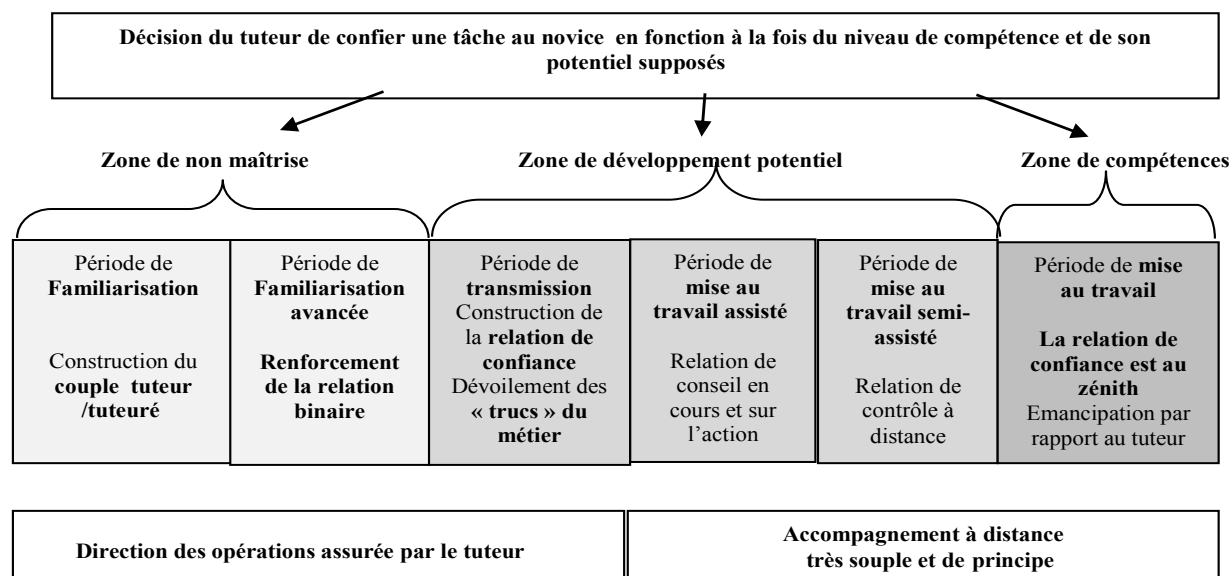 Décision du tuteur de confier une tâche au novice en fonction à la fois du niveau de compétence et de son
potentiel supposés
Zone de non maîtrise
Zone de développement potentiel
Zone de compétences
Période de
Familiarisation
Construction du
couple tuteur
/tuteuré
Période de
Familiarisation
avancée
Renforcement
de la relation
binaire
Période de
transmission
Construction de
la relation de
confiance
Dévoilement des
« trucs » du
métier
Période de
mise au
travail assisté
Relation de
conseil en
cours et sur
l’action
Période de
mise au
travail semi-
assisté
Relation de
contrôle à
distance
Période de mise
au travail
La relation de
confiance est au
zénith
Emancipation par
rapport au tuteur
Direction des opérations assurée par le tuteur
Accompagnement à distance
très souple et de principe